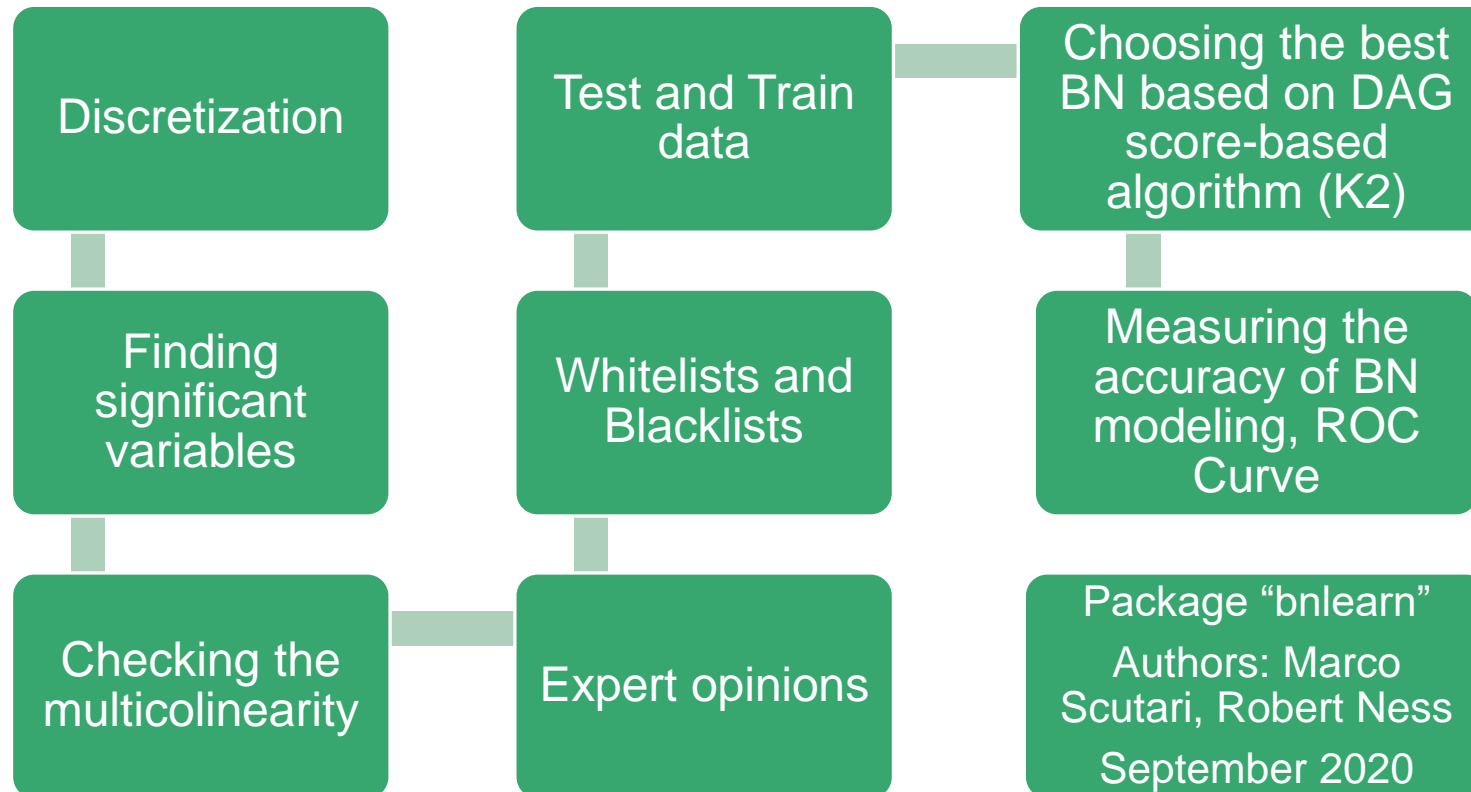 Discretization
Finding
significant
variables
Checking the
multicolinearity
Expert opinions
Whitelists and
Blacklists
Test and Train
data
Choosing the best
BN based on DAG
score-based
algorithm (K2)
Measuring the
accuracy of BN
modeling, ROC
Curve
Package “bnlearn”
Authors: Marco
Scutari, Robert Ness
September 2020